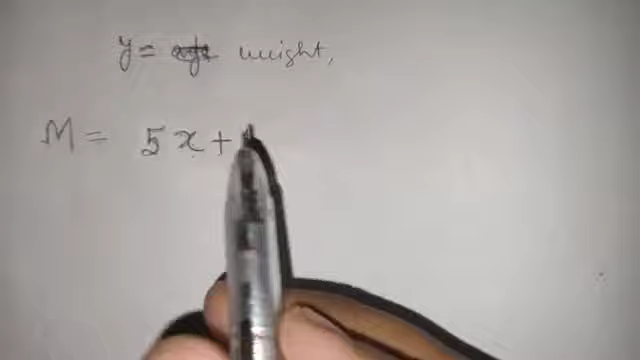 y = weight,
M = 5x +